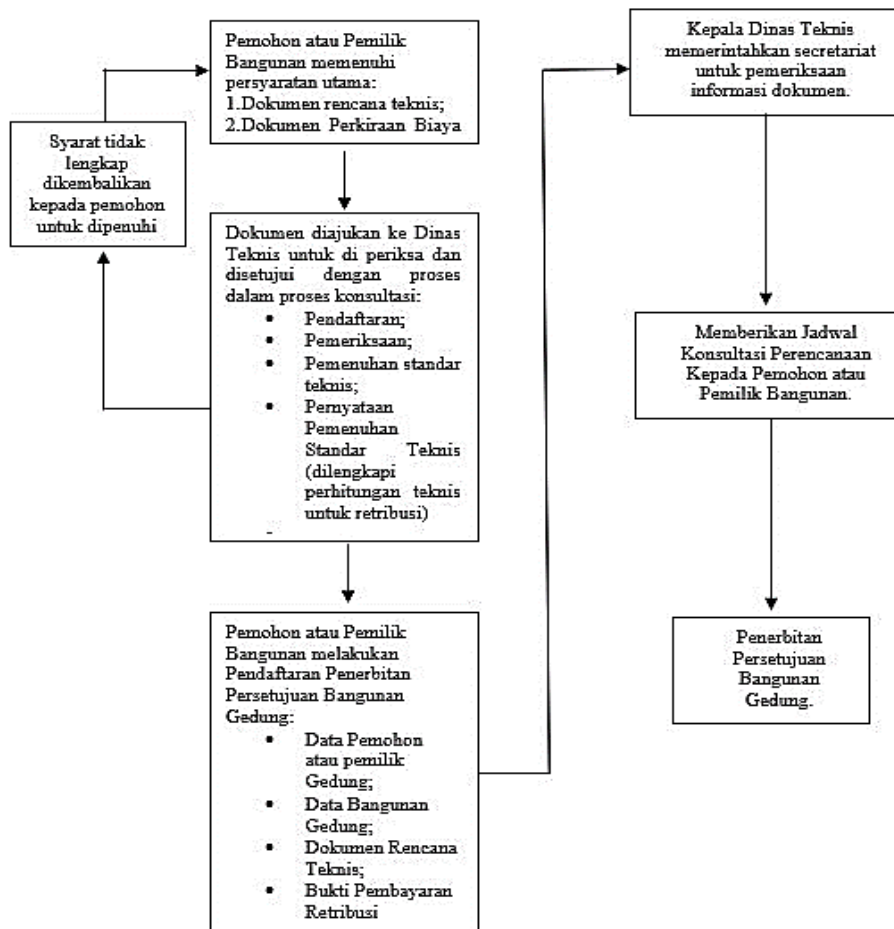 Pemohon atau Pemilik
Bangunan memenuhi
persyaratan utama:
1.Dokumen rencana teknis;
2.Dokumen Perkiraan Biaya
Syarat tidak
lengkap
dikembalikan
kepada pemohon
untuk dipenuhi
Dokumen diajukan ke Dinas
Teknis untuk di periksa dan
disetujui dengan proses
dalam proses konsultasi:
• Pendaftaran;
• Pemeriksaan;
• Pemenuhan standar
teknis;
• Pernyataan
Pemenuhan
Standar Teknis
(dilengkapi
perhitungan teknis
untuk retribusi)
-
Pemohon atau Pemilik
Bangunan melakukan
Pendaftaran Penerbitan
Persetujuan Bangunan
Gedung:
• Data Pemohon
atau pemilik
Gedung;
• Data Bangunan
Gedung;
• Dokumen Rencana
Teknis;
• Bukti Pembayaran
Retribusi
Kepala Dinas Teknis
memerintahkan secretariat
untuk pemeriksaan
informasi dokumen.
Memberikan Jadwal
Konsultasi Perencanaan
Kepada Pemohon atau
Pemilik Bangunan.
Penerbitan
Persetujuan
Bangunan
Gedung.